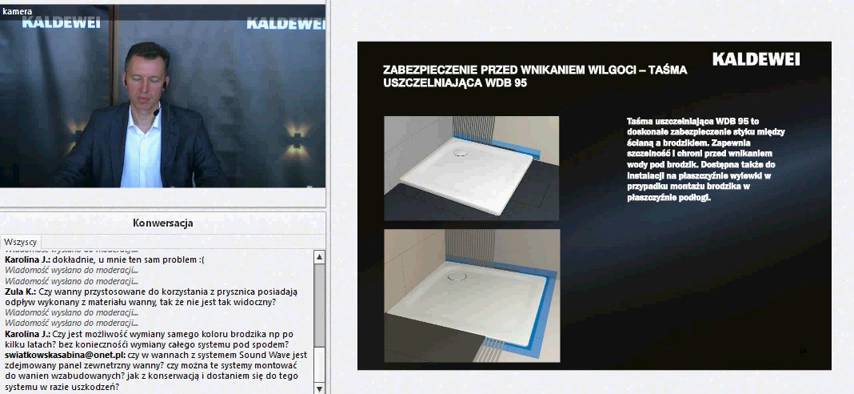 kamera
KALDEWEI
KALDEWEI
Konwersacja
Wszyscy
Wiadomość wysłano do moderacji...
Karolina J.: dokładnie, u mnie ten sam problem :(
Wiadomość wysłano do moderacji...
Wiadomość wysłano do moderacji...
Zula K.: Czy wanny przystosowane do korzystania z prysznica posiadają
odpływ wykonany z materiału wanny, tak że nie jest tak widoczny?
Wiadomość wysłano do moderacji...
Wiadomość wysłano do moderacji...
Karolina J.: Czy jest możliwość wymiany samego koloru brodzika np po
kilku latach? bez koniecznośći wymiany całego systemu pod spodem?
swiatkowskasabina@onet.pl: czy w wannach z systemem Sound Wave jest
zdejmowany panel zewnetrzny wanny? czy można te systemy montować
do wanien wzabudowanych? jak z konserwacją i dostaniem się do tego
systemu w razie uszkodzeń?
KALDEWEI
ZABEZPIECZENIE PRZED WNIKANIEM WILGOCI – TAŚMA
USZCZELNIAJĄCA WDB 95
Taśma uszczelniająca WDB 95 to
doskonałe zabezpieczenie styku między
ścianą a brodzikiem. Zapewnia
szczelność i chroni przed wnikaniem
wody pod brodzik. Dostępna także do
instalacji na płaszczyźnie wylewki w
przypadku montażu brodzika w
płaszczyźnie podłogi.